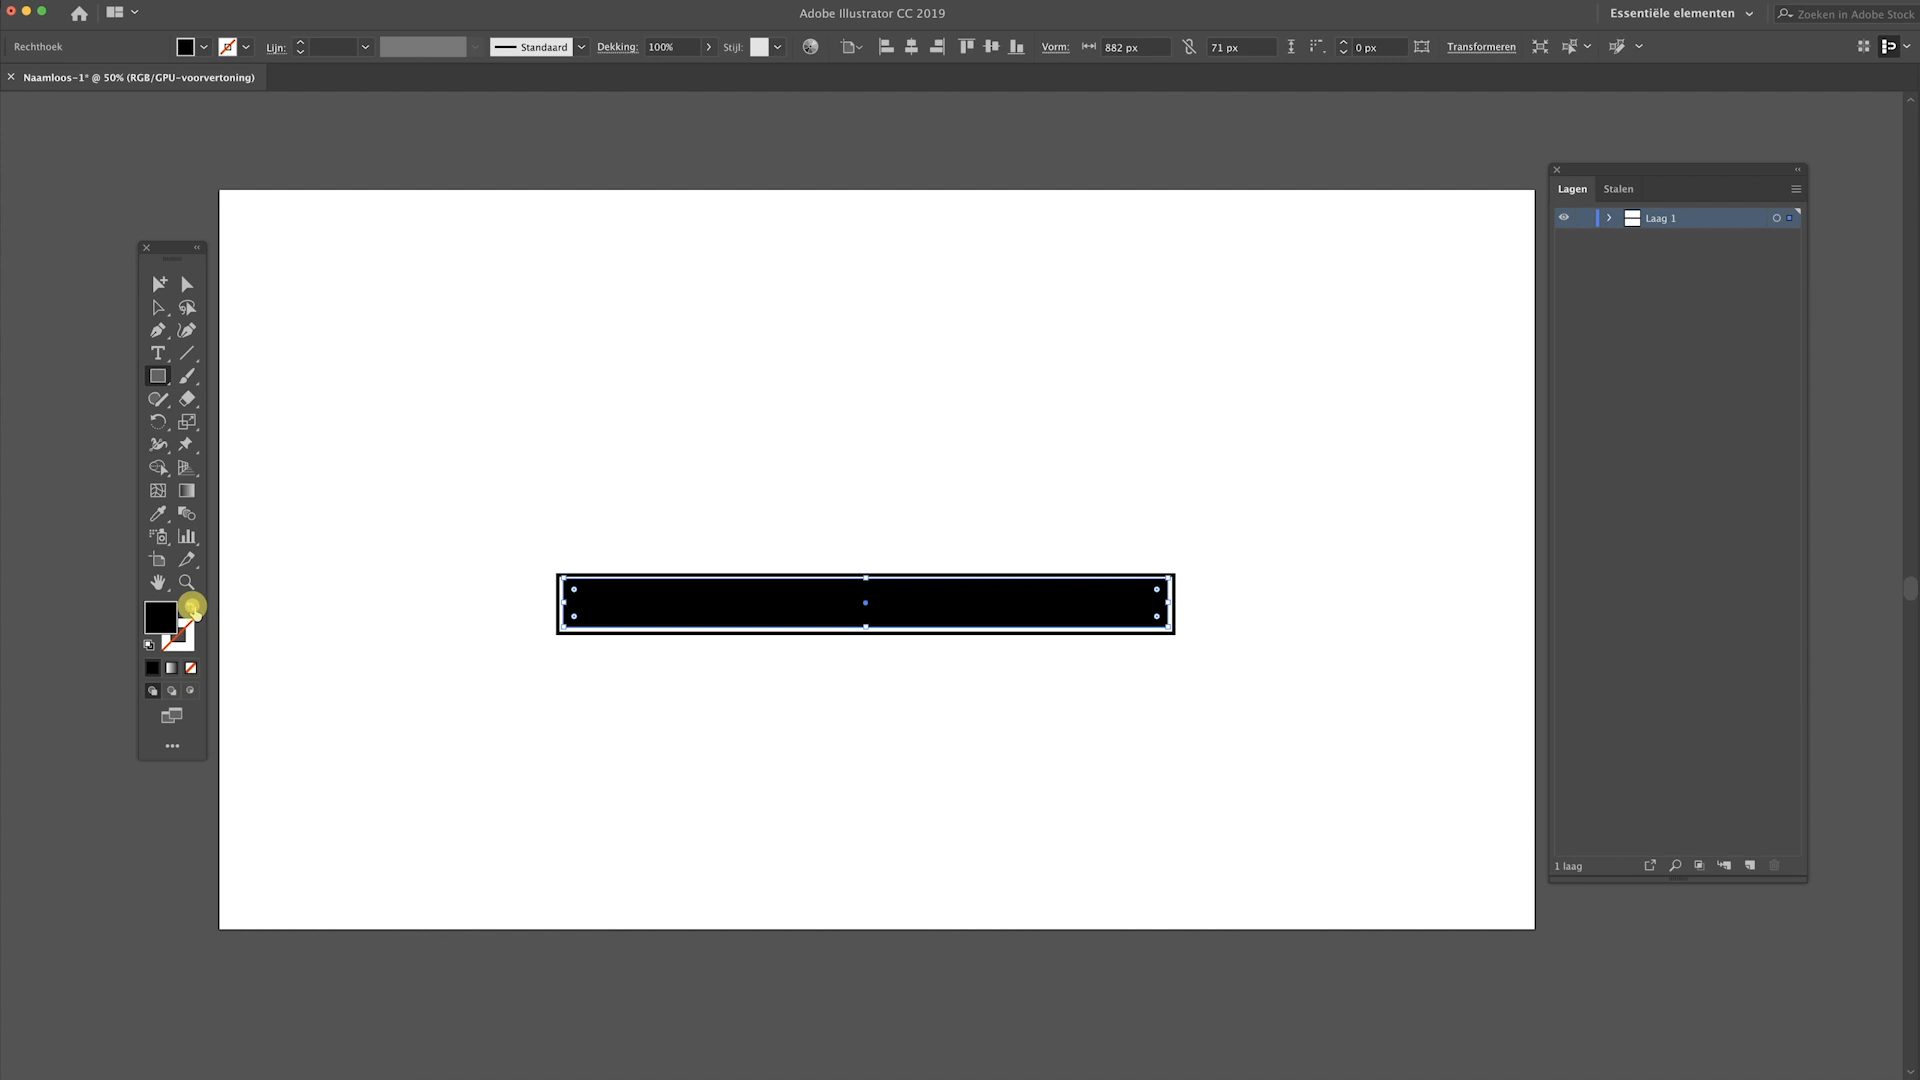 Adobe Illustrator CC 2019
Essentiële elementen
Zoeken in Adobe Stock
Rechthoek
Lijn:
Standaard
Dekking: 100%
Stijl:
Vorm: 882 px
71 px
0 px
Transformeren
Naamloos-1* @ 50% (RGB/GPU-voorvertoning)
Lagen
Stalen
Laag 1
1 laag